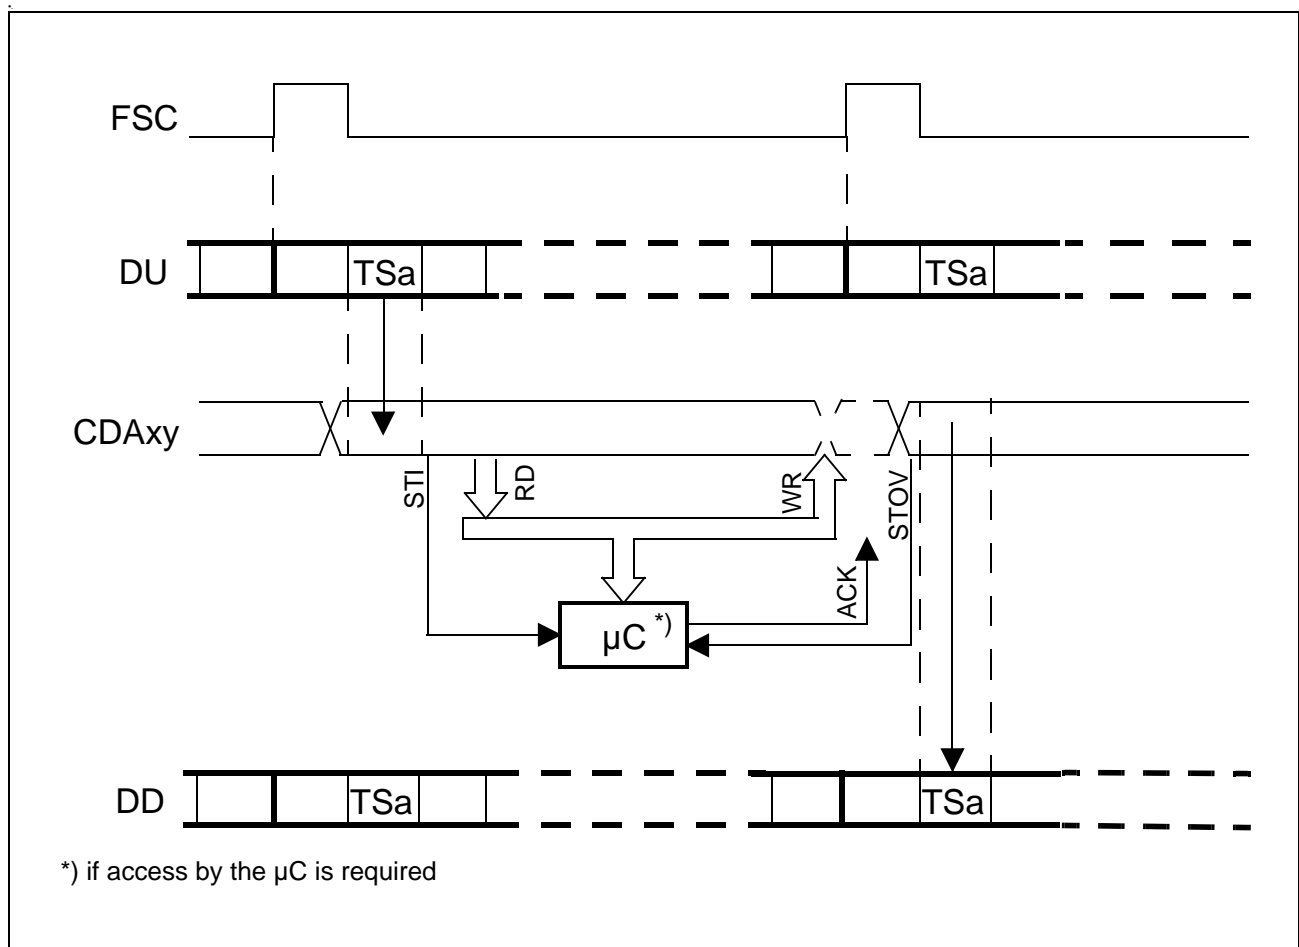 FSC
DU
TSa
TSa
CDAxy
STI
RD
WR
STOV
ACK
µC *)
DD
TSa
TSa
*) if access by the µC is required